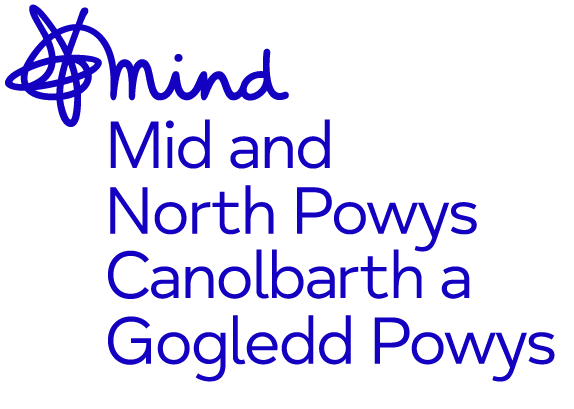 mind
Mid and
North Powys
Canolbarth a
Gogledd Powys